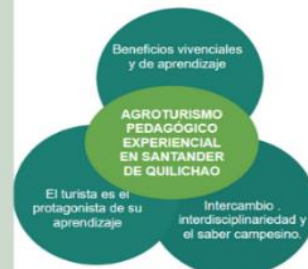 Beneficios vivenciales
y de aprendizaje
AGROTURISMO
PEDAGÓGICO
EXPERIENCIAL
EN SANTANDER
DE QUILICHAO
El turista es el
protagonista de su
aprendizaje
Intercambio .
interdisciplinariedad y
el saber campesino.